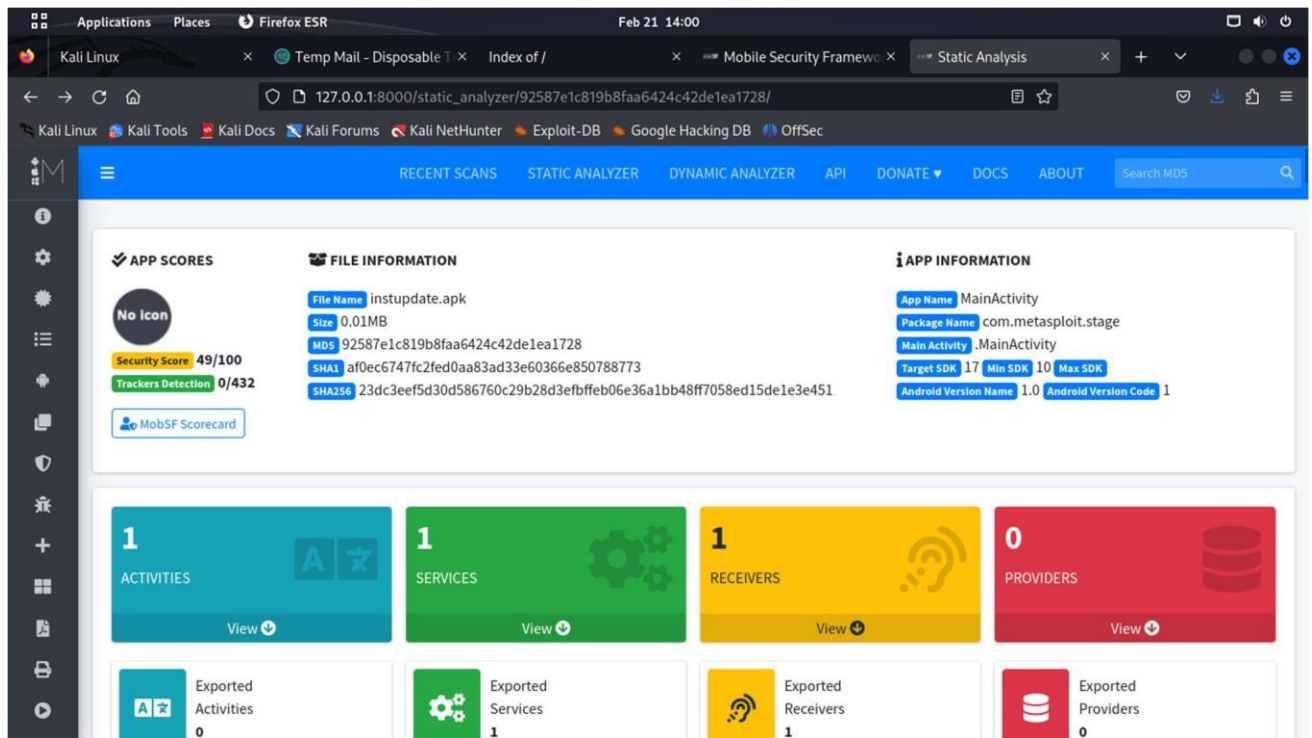 Applications Places Firefox ESR Feb 21 14:00
Kali Linux Temp Mail - Disposable T Index of / Mobile Security Framewo Static Analysis
127.0.0.1:8000/static_analyzer/92587e1c819b8faa6424c42de1ea1728/
Kali Linux Kali Tools Kali Docs Kali Forums Kali NetHunter Exploit-DB Google Hacking DB OffSec
RECENT SCANS STATIC ANALYZER DYNAMIC ANALYZER API DONATE ♥ DOCS ABOUT Search MD5
APP SCORES
No icon
Security Score 49/100
Trackers Detection 0/432
MobSF Scorecard
FILE INFORMATION
File Name instupdate.apk
Size 0.01MB
MD5 92587e1c819b8faa6424c42de1ea1728
SHA1 af0ec6747fc2fed0aa83ad33e60366e850788773
SHA256 23dc3eef5d30d586760c29b28d3efbffeb06e36a1bb48ff7058ed15de1e3e451
APP INFORMATION
App Name MainActivity
Package Name com.metasploit.stage
Main Activity .MainActivity
Target SDK 17 Min SDK 10 Max SDK
Android Version Name 1.0 Android Version Code 1
1
ACTIVITIES
View
1
SERVICES
View
1
RECEIVERS
View
0
PROVIDERS
View
Exported
Activities
0
Exported
Services
1
Exported
Receivers
1
Exported
Providers
0